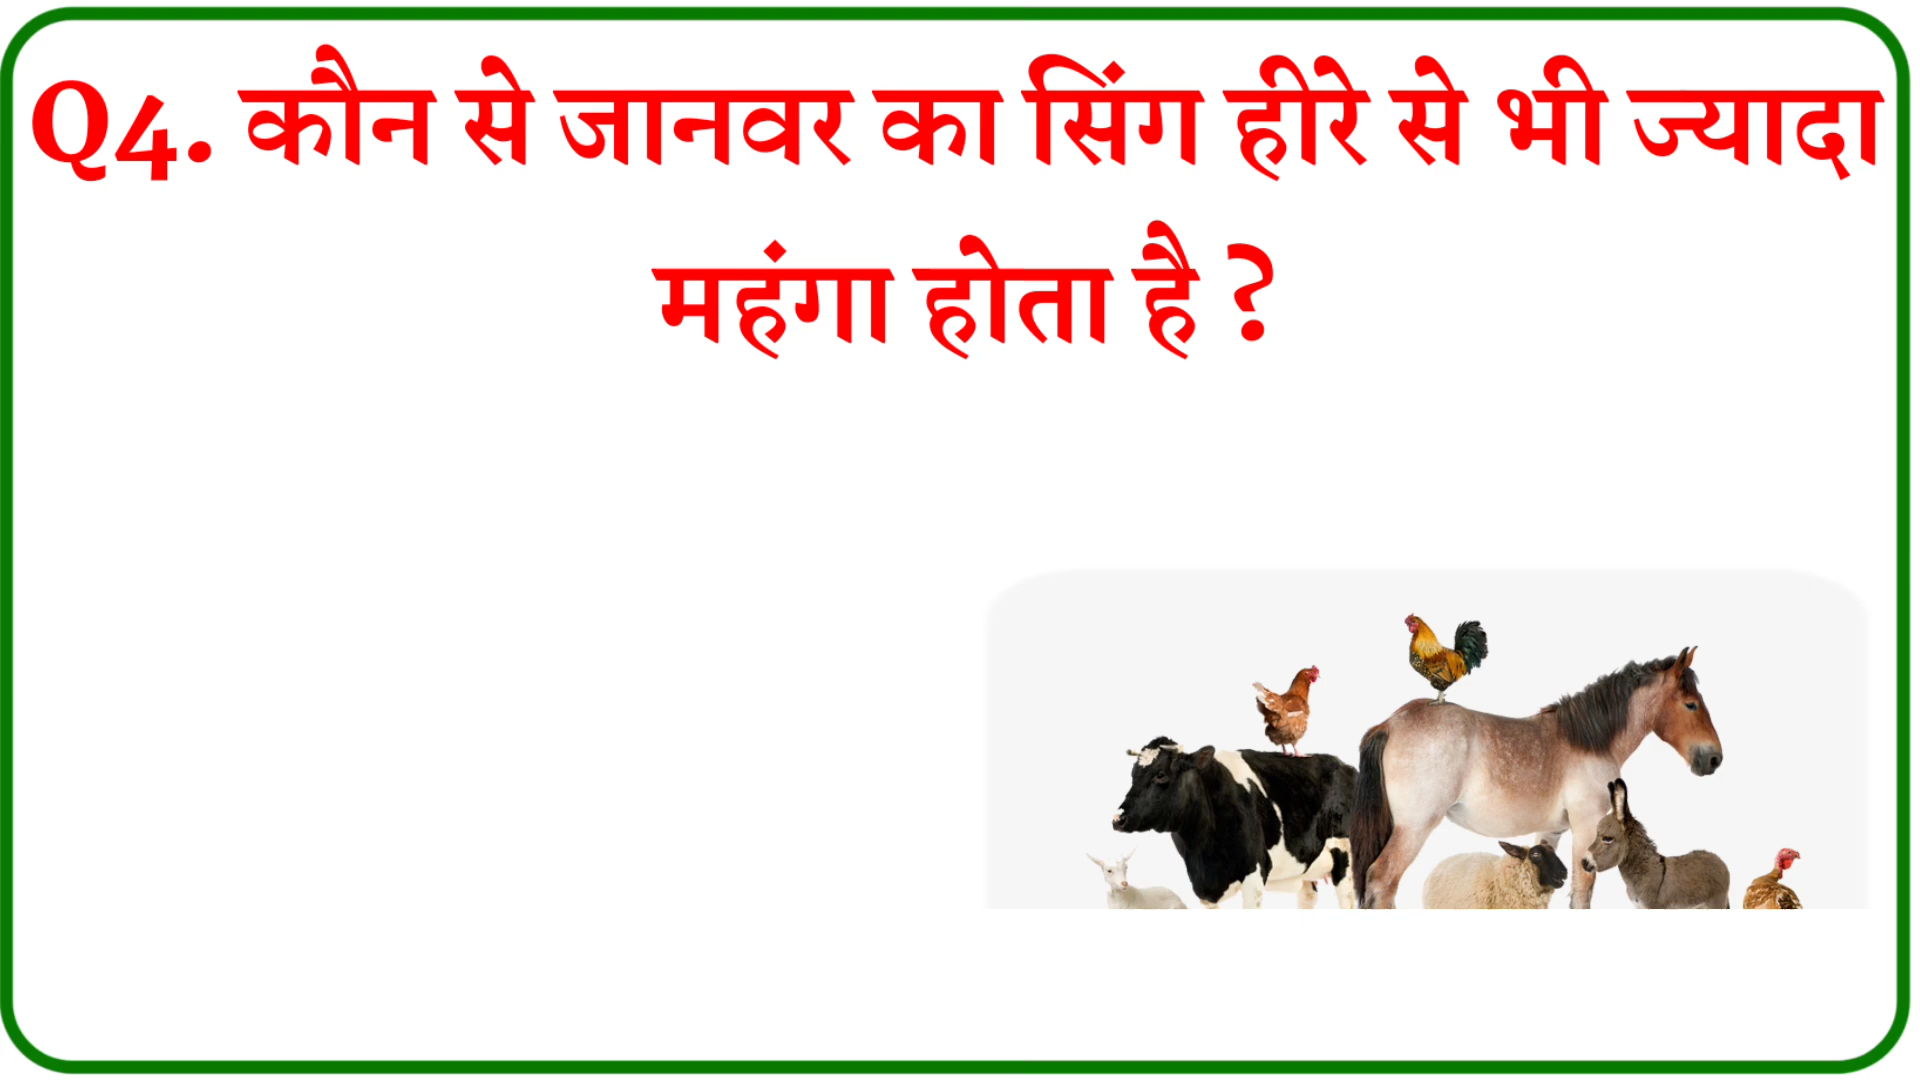 Q4. कौन से जानवर का सिंग हीरे से भी ज्यादा
महंगा होता है ?